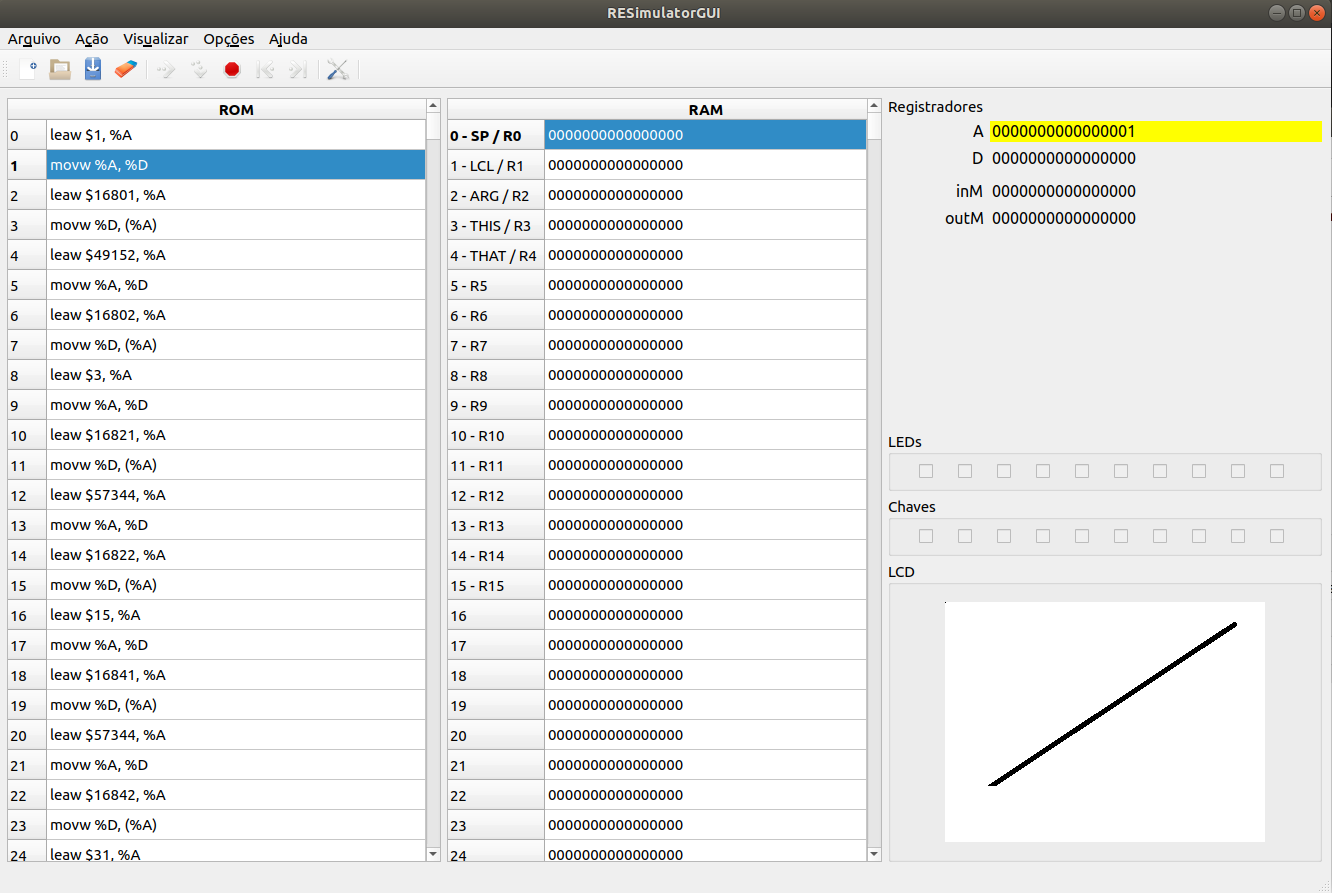 RESimulatorGUI
Arquivo Ação Visualizar Opções Ajuda
ROM
0 leaw $1, %A
1 movw %A, %D
2 leaw $16801, %A
3 movw %D, (%A)
4 leaw $49152, %A
5 movw %A, %D
6 leaw $16802, %A
7 movw %D, (%A)
8 leaw $3, %A
9 movw %A, %D
10 leaw $16821, %A
11 movw %D, (%A)
12 leaw $57344, %A
13 movw %A, %D
14 leaw $16822, %A
15 movw %D, (%A)
16 leaw $15, %A
17 movw %A, %D
18 leaw $16841, %A
19 movw %D, (%A)
20 leaw $57344, %A
21 movw %A, %D
22 leaw $16842, %A
23 movw %D, (%A)
24 leaw $31, %A
RAM
0 - SP / R0 0000000000000000
1 - LCL / R1 0000000000000000
2 - ARG / R2 0000000000000000
3 - THIS / R3 0000000000000000
4 - THAT / R4 0000000000000000
5 - R5 0000000000000000
6 - R6 0000000000000000
7 - R7 0000000000000000
8 - R8 0000000000000000
9 - R9 0000000000000000
10 - R10 0000000000000000
11 - R11 0000000000000000
12 - R12 0000000000000000
13 - R13 0000000000000000
14 - R14 0000000000000000
15 - R15 0000000000000000
16 0000000000000000
17 0000000000000000
18 0000000000000000
19 0000000000000000
20 0000000000000000
21 0000000000000000
22 0000000000000000
23 0000000000000000
24 0000000000000000
Registradores
A 0000000000000001
D 0000000000000000
inM 0000000000000000
outM 0000000000000000
LEDs
Chaves
LCD